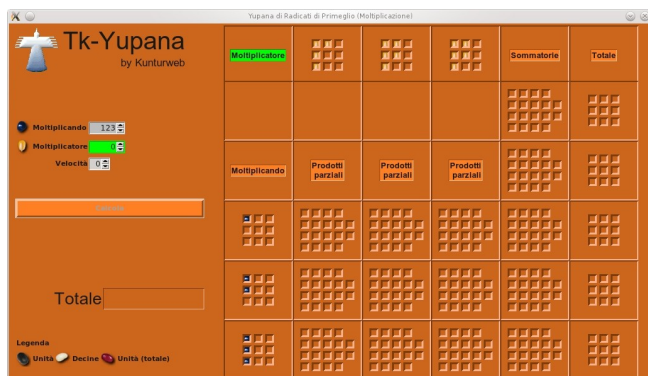 Yupana di Radicati di Primeglio (Moltiplicazione)
Tk-Yupana
by Kunturweb
Moltiplicatore
Sommatorie
Totale
Moltiplicando 123
Moltiplicatore 0
Velocità 0
Moltiplicando
Prodotti parziali
Prodotti parziali
Prodotti parziali
Totale
Legenda
Unità Decine Unità (totale)